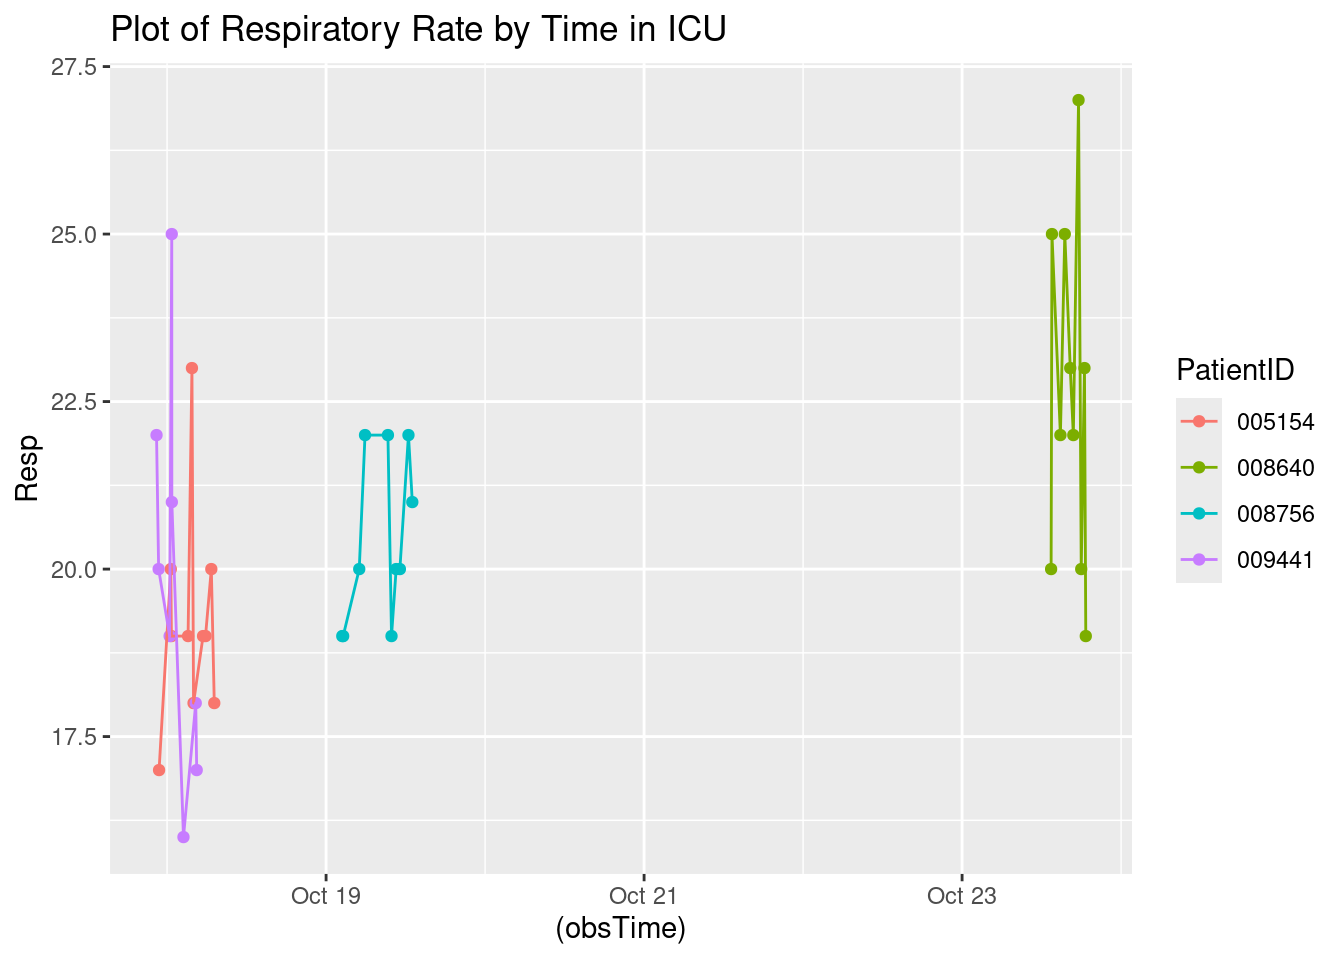 Plot of Respiratory Rate by Time in ICU
27.5
25.0
22.5
20.0
17.5
Resp
Oct 19 Oct 21 Oct 23
(obsTime)
PatientID
005154
008640
008756
009441